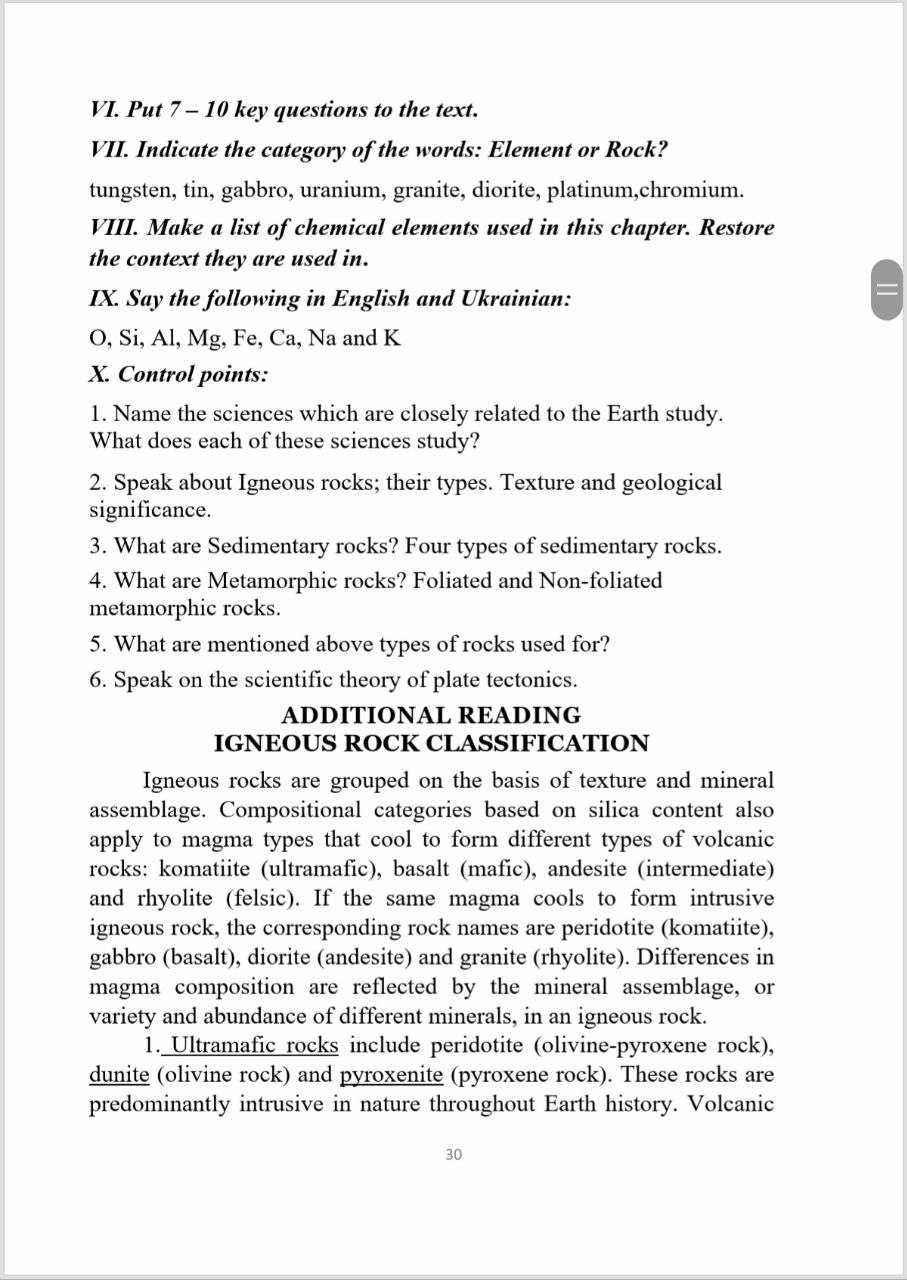 VI. Put 7 – 10 key questions to the text.
VII. Indicate the category of the words: Element or Rock?
tungsten, tin, gabbro, uranium, granite, diorite, platinum,chromium.
VIII. Make a list of chemical elements used in this chapter. Restore
the context they are used in.
IX. Say the following in English and Ukrainian:
O, Si, Al, Mg, Fe, Ca, Na and K
X. Control points:
1. Name the sciences which are closely related to the Earth study.
What does each of these sciences study?
2. Speak about Igneous rocks; their types. Texture and geological
significance.
3. What are Sedimentary rocks? Four types of sedimentary rocks.
4. What are Metamorphic rocks? Foliated and Non-foliated
metamorphic rocks.
5. What are mentioned above types of rocks used for?
6. Speak on the scientific theory of plate tectonics.
ADDITIONAL READING
IGNEOUS ROCK CLASSIFICATION
Igneous rocks are grouped on the basis of texture and mineral
assemblage. Compositional categories based on silica content also
apply to magma types that cool to form different types of volcanic
rocks: komatiite (ultramafic), basalt (mafic), andesite (intermediate)
and rhyolite (felsic). If the same magma cools to form intrusive
igneous rock, the corresponding rock names are peridotite (komatiite),
gabbro (basalt), diorite (andesite) and granite (rhyolite). Differences in
magma composition are reflected by the mineral assemblage, or
variety and abundance of different minerals, in an igneous rock.
1. Ultramafic rocks include peridotite (olivine-pyroxene rock),
dunite (olivine rock) and pyroxenite (pyroxene rock). These rocks are
predominantly intrusive in nature throughout Earth history. Volcanic
30